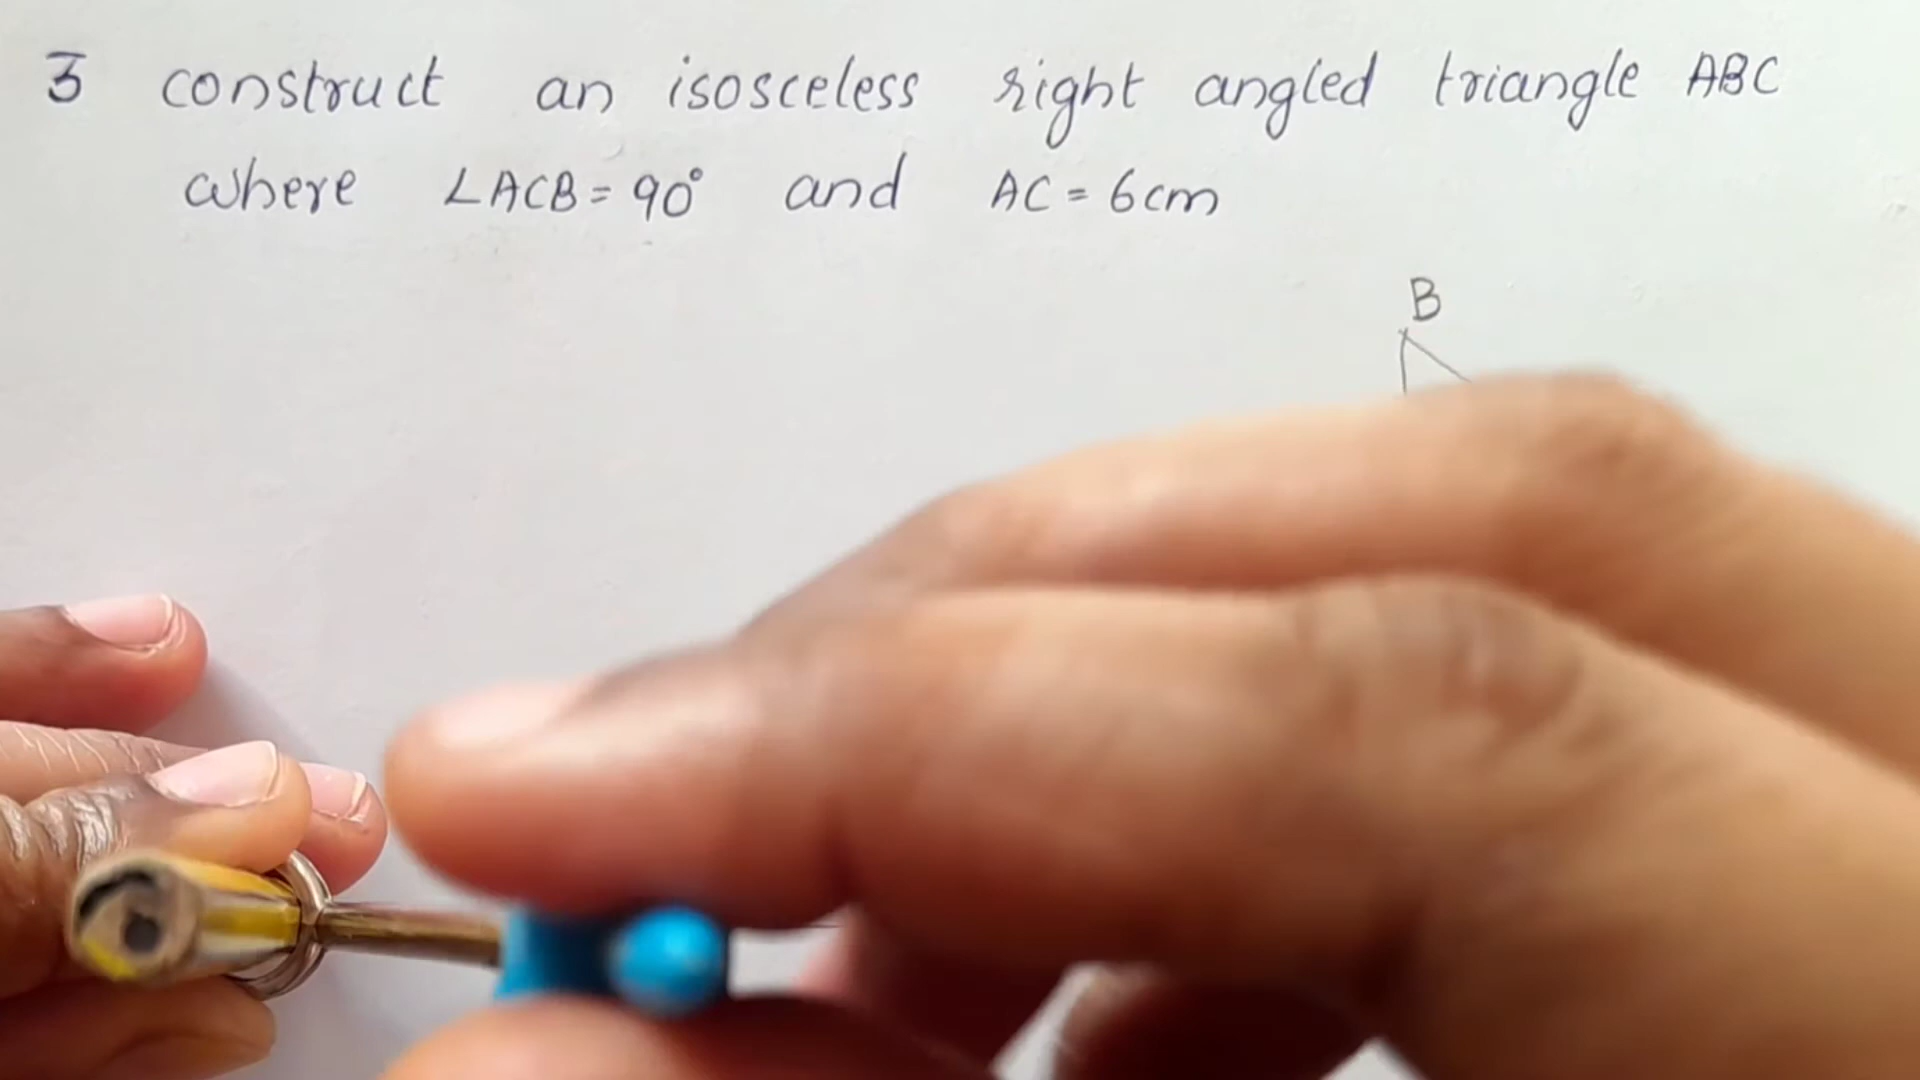 3 construct an isosceless right angled triangle ABC
where ∠ACB = 90° and AC = 6cm
B